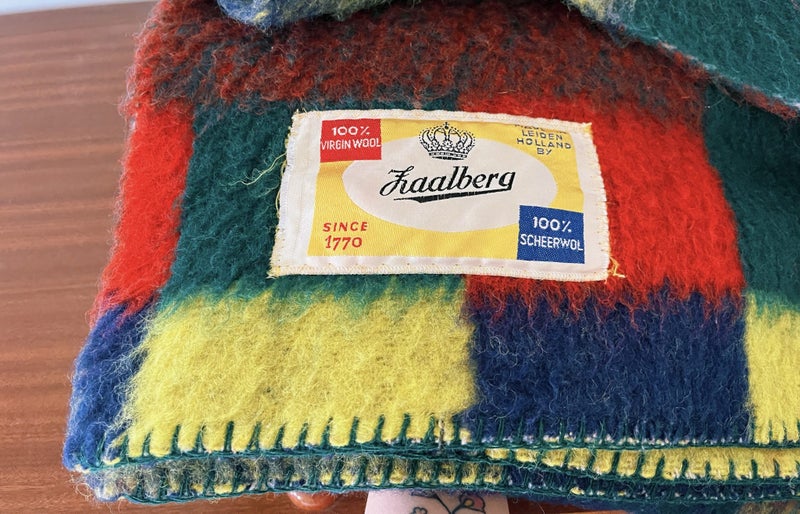 100%
VIRGIN WOOL
LEIDEN
HOLLAND
BY
Zaalberg
SINCE
1770
100%
SCHEERWOL